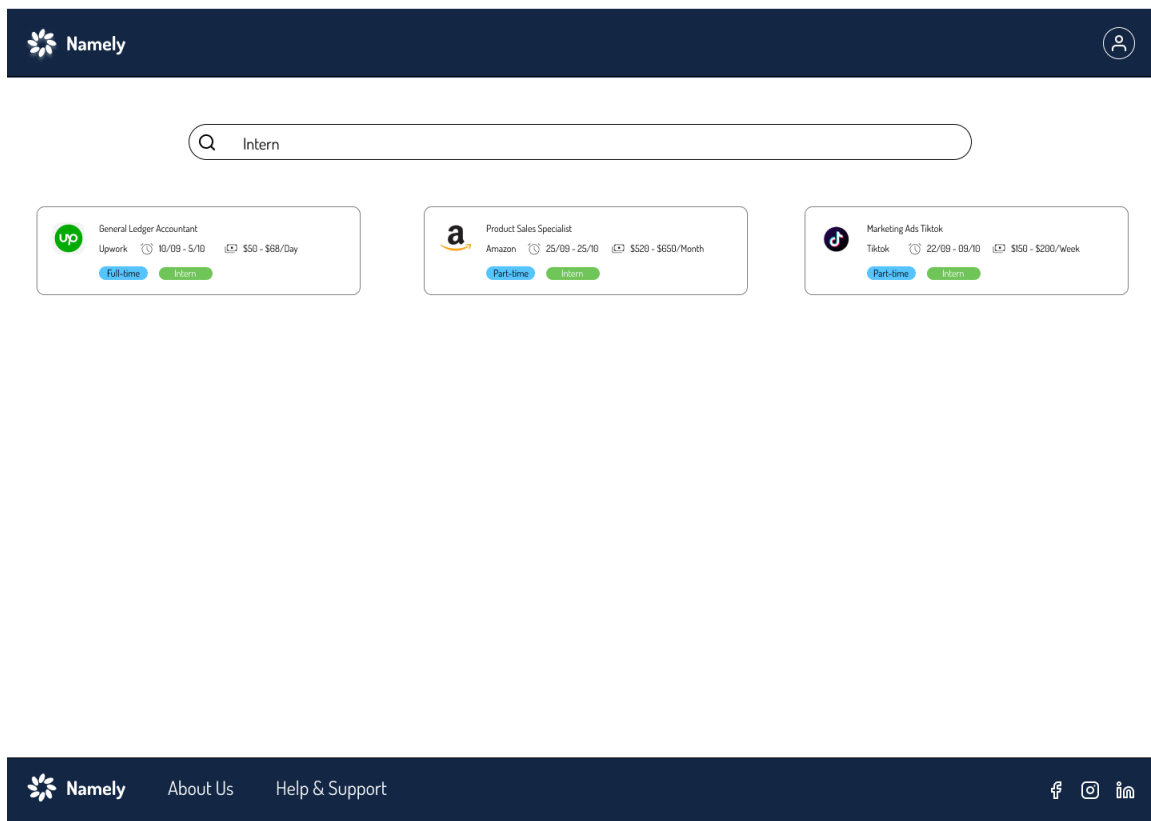 Namely
Intern
up
General Ledger Accountant
Upwork 10/09 - 5/10 $50 - $68/Day
Full-time Intern
a
Product Sales Specialist
Amazon 25/09 - 25/10 $520 - $650/Month
Part-time Intern
Marketing Ads Tiktok
Tiktok 22/09 - 09/10 $150 - $200/Week
Part-time Intern
Namely About Us Help & Support
f in